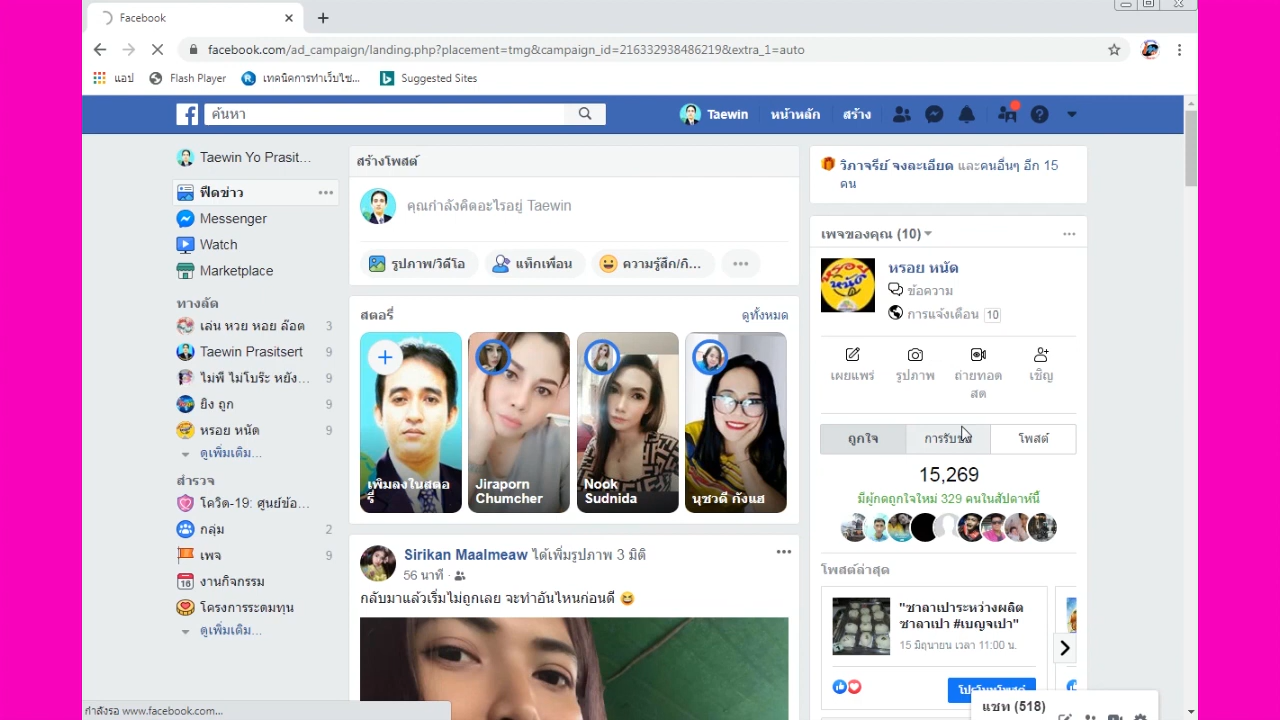 Facebook
facebook.com/ad_campaign/landing.php?placement=tmg&campaign_id=2163329384862198&extra_1=auto
แอป
Flash Player
เทคนิคการทำเว็บไซ...
Suggested Sites
ค้นหา
Taewin
หน้าหลัก
สร้าง
Taewin Yo Prasit...
ฟีดข่าว
Messenger
Watch
Marketplace
ทางลัด
เล่น หวย หอย ล๊อต 3
Taewin Prasitsert 9
ไม่พี ไม่โบร๊ะ หยัง... 9
ยิง ถูก 9
หรอย หนัด 9
ดูเพิ่มเติม...
สำรวจ
โควิด-19: ศูนย์ข้อ...
กลุ่ม 2
เพจ 9
16
งานกิจกรรม
โครงการระดมทุน
ดูเพิ่มเติม...
กำลังรอ www.facebook.com...
สร้างโพสต์
คุณกำลังคิดอะไรอยู่ Taewin
รูปภาพ/วิดีโอ
แท็กเพื่อน
ความรู้สึก/กิ...
สตอรี่
ดูทั้งหมด
เพิ่มลงในสตอ
รี่
Jiraporn
Chumcher
Nook
Sudnida
นุชวดี กังแฮ
Sirikan Maalmeaw ได้เพิ่มรูปภาพ 3 มิติ
56 นาที ·
กลับมาแล้วเริ่มไม่ถูกเลย จะทำอันไหนก่อนดี 😆
วิภาจรีย์ จงละเอียด และคนอื่นๆ อีก 15
คน
เพจของคุณ (10)
หรอย หนัด
หรอย
หนัด
ข้อความ
การแจ้งเตือน 10
เผยแพร่
รูปภาพ
ถ่ายทอด
สด
เชิญ
ถูกใจ
โพสต์
15,269
มีผู้กดถูกใจใหม่ 329 คนในสัปดาห์นี้
โพสต์ล่าสุด
"ซาลาเปาระหว่างผลิต
ซาลาเปา #เบญจเปา"
15 มิถุนายน เวลา 11:00 น.
โปรโมทโพสต์
แชท (518)